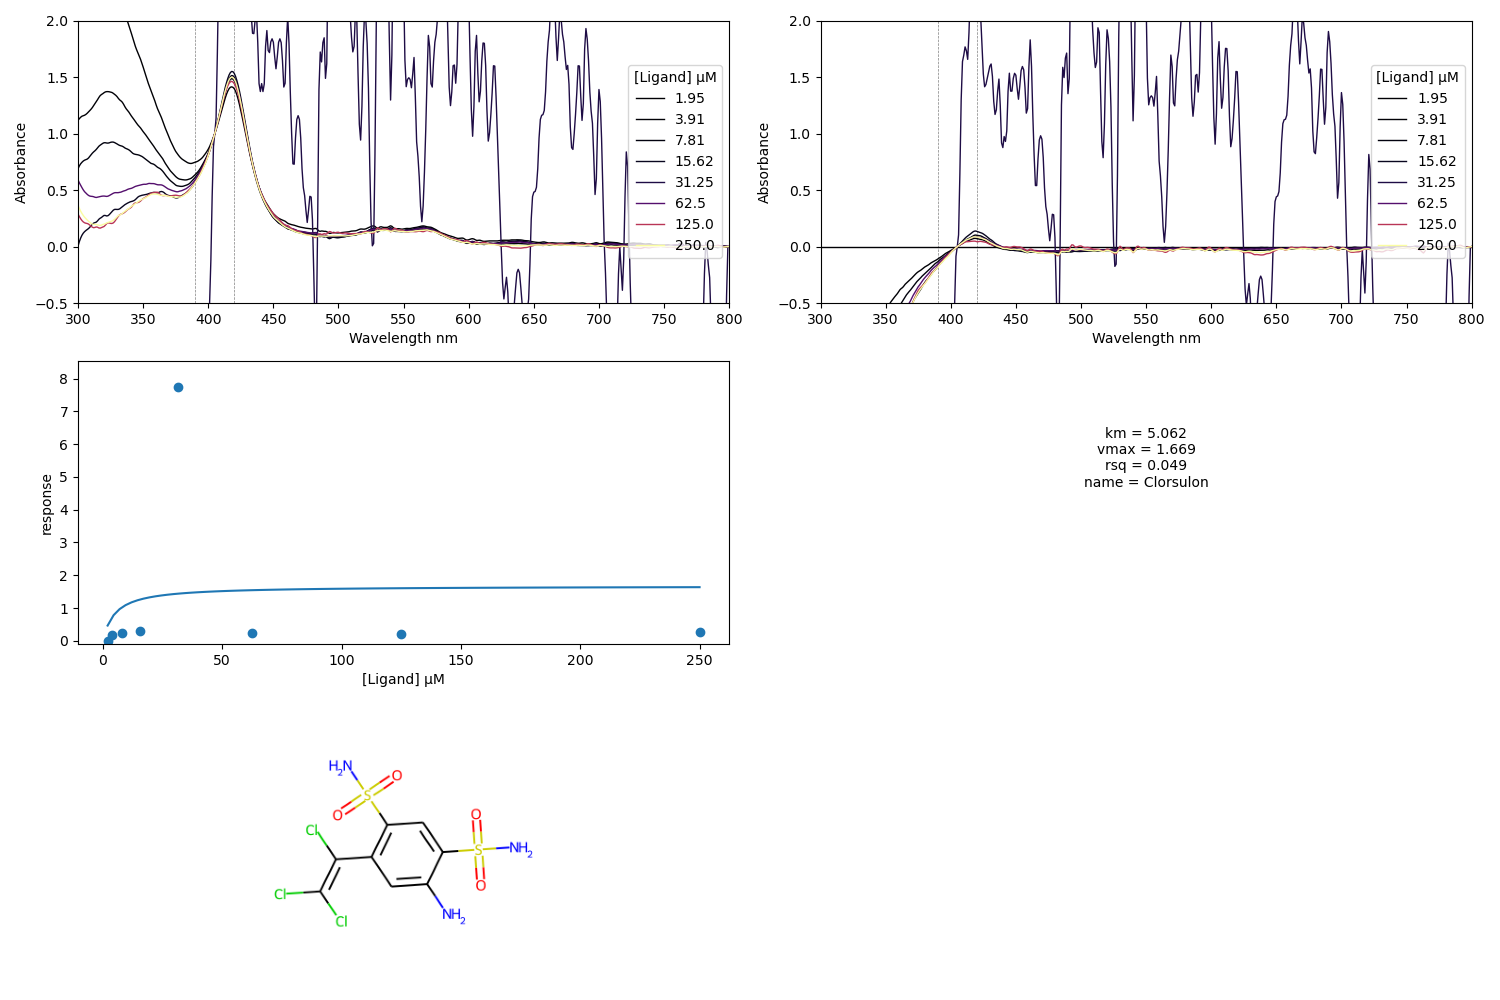 2.0
1.5
1.0
0.5
0.0
−0.5
Absorbance
300 350 400 450 500 550 600 650 700 750 800
Wavelength nm
[Ligand] μM
1.95
3.91
7.81
15.62
31.25
62.5
125.0
250.0
2.0
1.5
1.0
0.5
0.0
−0.5
Absorbance
300 350 400 450 500 550 600 650 700 750 800
Wavelength nm
[Ligand] μM
1.95
3.91
7.81
15.62
31.25
62.5
125.0
250.0
8
7
6
5
4
3
2
1
0
response
0 50 100 150 200 250
[Ligand] μM
km = 5.062
vmax = 1.669
rsq = 0.049
name = Clorsulon
H2N
O
S
O
Cl
O
S
NH2
O
Cl
Cl
NH2